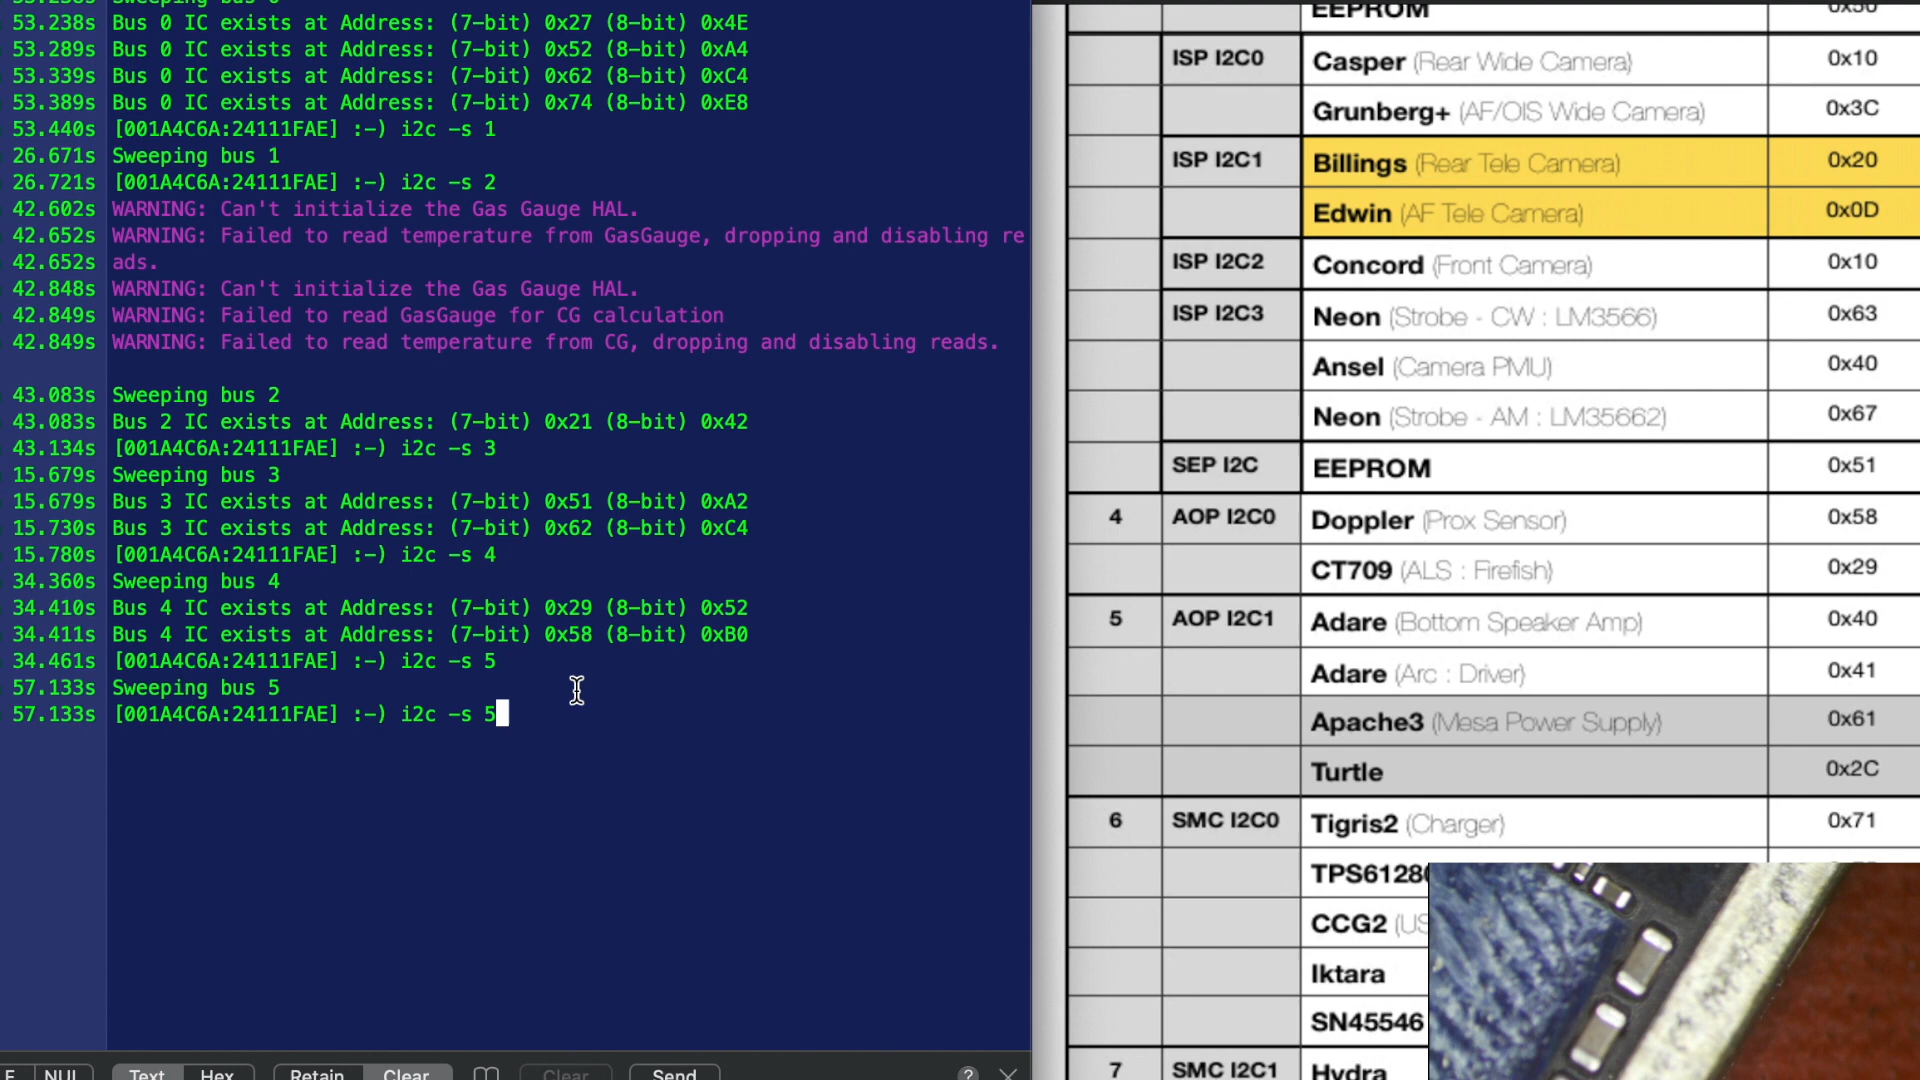 53.238s Bus 0 IC exists at Address: (7-bit) 0x27 (8-bit) 0x4E
53.289s Bus 0 IC exists at Address: (7-bit) 0x52 (8-bit) 0xA4
53.339s Bus 0 IC exists at Address: (7-bit) 0x62 (8-bit) 0xC4
53.389s Bus 0 IC exists at Address: (7-bit) 0x74 (8-bit) 0xE8
53.440s [001A4C6A:24111FAE] :-) i2c -s 1
26.671s Sweeping bus 1
26.721s [001A4C6A:24111FAE] :-) i2c -s 2
42.602s WARNING: Can't initialize the Gas Gauge HAL.
42.652s WARNING: Failed to read temperature from GasGauge, dropping and disabling re
42.652s ads.
42.848s WARNING: Can't initialize the Gas Gauge HAL.
42.849s WARNING: Failed to read GasGauge for CG calculation
42.849s WARNING: Failed to read temperature from CG, dropping and disabling reads.
43.083s Sweeping bus 2
43.083s Bus 2 IC exists at Address: (7-bit) 0x21 (8-bit) 0x42
43.134s [001A4C6A:24111FAE] :-) i2c -s 3
15.679s Sweeping bus 3
15.679s Bus 3 IC exists at Address: (7-bit) 0x51 (8-bit) 0xA2
15.730s Bus 3 IC exists at Address: (7-bit) 0x62 (8-bit) 0xC4
15.780s [001A4C6A:24111FAE] :-) i2c -s 4
34.360s Sweeping bus 4
34.410s Bus 4 IC exists at Address: (7-bit) 0x29 (8-bit) 0x52
34.411s Bus 4 IC exists at Address: (7-bit) 0x58 (8-bit) 0xB0
34.461s [001A4C6A:24111FAE] :-) i2c -s 5
57.133s Sweeping bus 5
57.133s [001A4C6A:24111FAE] :-) i2c -s 5
NUL Text Hex Retain Clear Clear Send ?
EEPROM 0x50
ISP I2C0 Casper (Rear Wide Camera) 0x10
Grunberg+ (AF/OIS Wide Camera) 0x3C
ISP I2C1 Billings (Rear Tele Camera) 0x20
Edwin (AF Tele Camera) 0x0D
ISP I2C2 Concord (Front Camera) 0x10
ISP I2C3 Neon (Strobe - CW : LM3566) 0x63
Ansel (Camera PMU) 0x40
Neon (Strobe - AM : LM35662) 0x67
SEP I2C EEPROM 0x51
4 AOP I2C0 Doppler (Prox Sensor) 0x58
CT709 (ALS : Firefish) 0x29
5 AOP I2C1 Adare (Bottom Speaker Amp) 0x40
Adare (Arc : Driver) 0x41
Apache3 (Mesa Power Supply) 0x61
Turtle 0x2C
6 SMC I2C0 Tigris2 (Charger) 0x71
TPS6128
CCG2 (US
Iktara
SN45546
7 SMC I2C1 Hydra